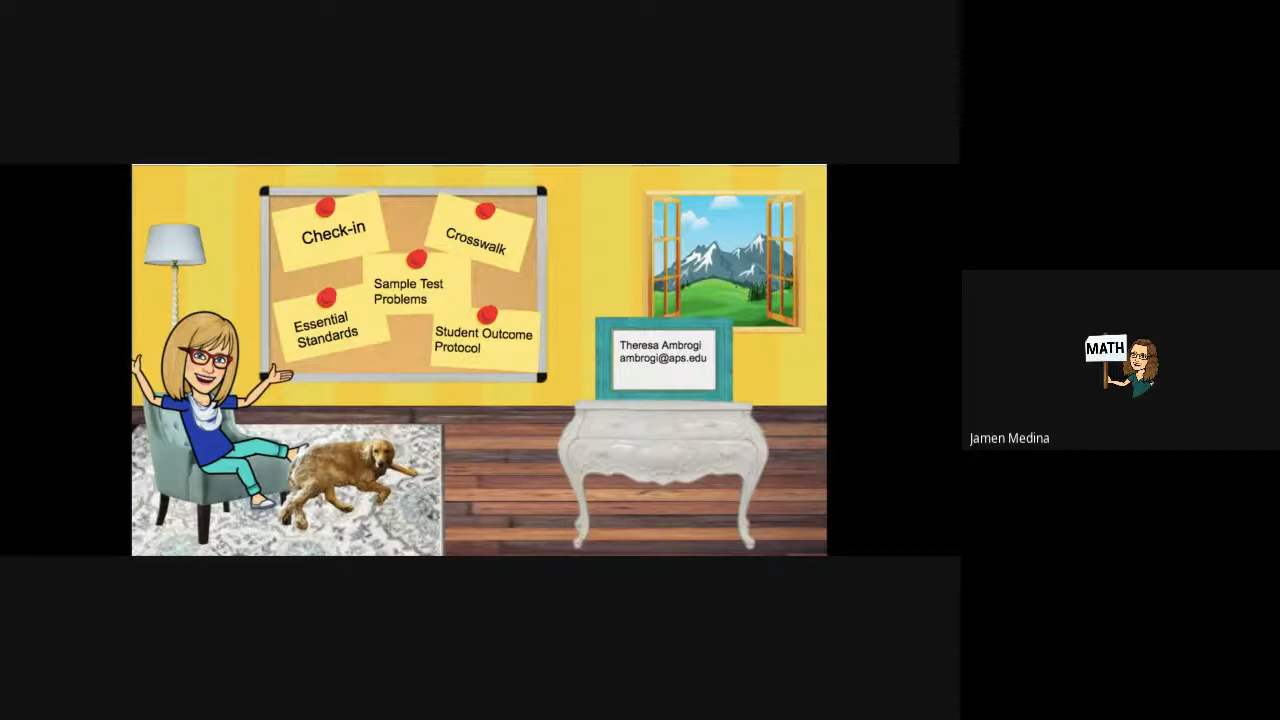 Check-in
Crosswalk
Sample Test
Problems
Essential
Standards
Student Outcome
Protocol
Theresa Ambrogi
ambrogi@aps.edu
MATH
Jamen Medina